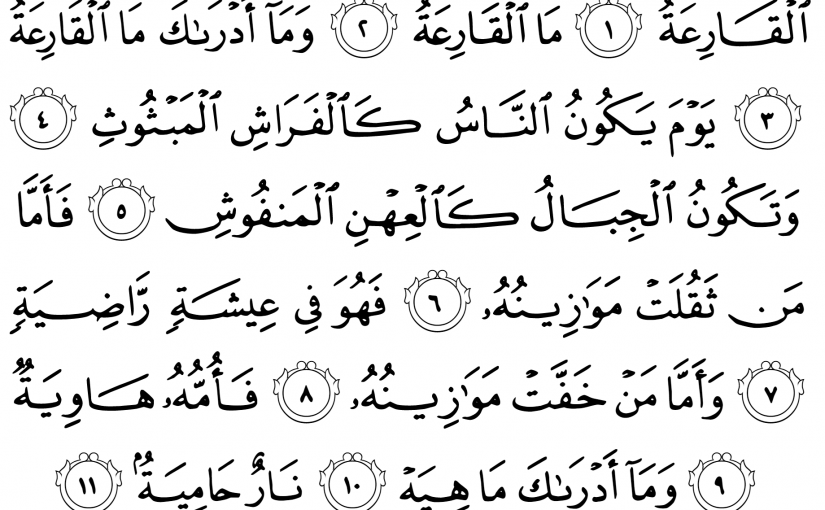 ٱلْقَارِعَةُ ١ مَا ٱلْقَارِعَةُ ٢ وَمَآ أَدْرَىٰكَ مَا ٱلْقَارِعَةُ
٣ يَوْمَ يَكُونُ ٱلنَّاسُ كَٱلْفَرَاشِ ٱلْمَبْثُوثِ ٤
وَتَكُونُ ٱلْجِبَالُ كَٱلْعِهْنِ ٱلْمَنفُوشِ ٥ فَأَمَّا
مَن ثَقُلَتْ مَوَٰزِينُهُۥ ٦ فَهُوَ فِي عِيشَةٍ رَّاضِيَةٍ
٧ وَأَمَّا مَنْ خَفَّتْ مَوَٰزِينُهُۥ ٨ فَأُمُّهُۥ هَاوِيَةٌ
٩ وَمَآ أَدْرَىٰكَ مَا هِيَهْ ١٠ نَارٌ حَامِيَةٌۢ ١١